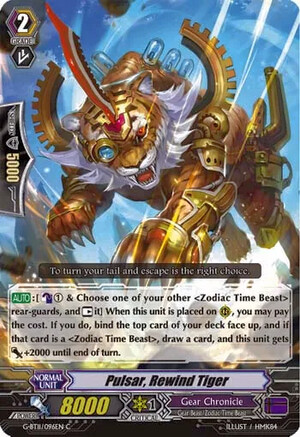 2
GRADE
5000
To turn your tail and escape is the right choice.
AUTO:[①& Choose one of your other <Zodiac Time Beast>
rear-guards, and it] When this unit is placed on, you may
pay the cost. If you do, bind the top card of your deck face up, and if
that card is a <Zodiac Time Beast>, draw a card, and this unit gets
+2000 until end of turn.
NORMAL
UNIT
Pulsar, Rewind Tiger
8000
1
CRITICAL
Gear Chronicle
Gear Beast/Zodiac Time Beast
G-BT11/096EN C
ILLUST / HMK84